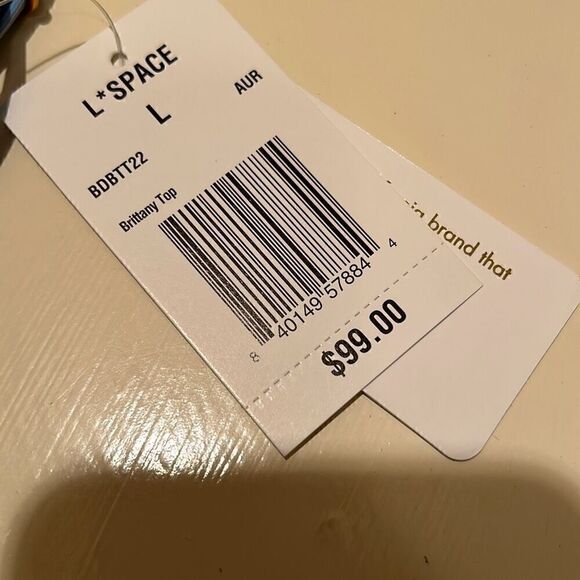 L*SPACE
L
AUR
BDBTT22
Brittany Top
8 40149 57884 4
$99.00
brand that